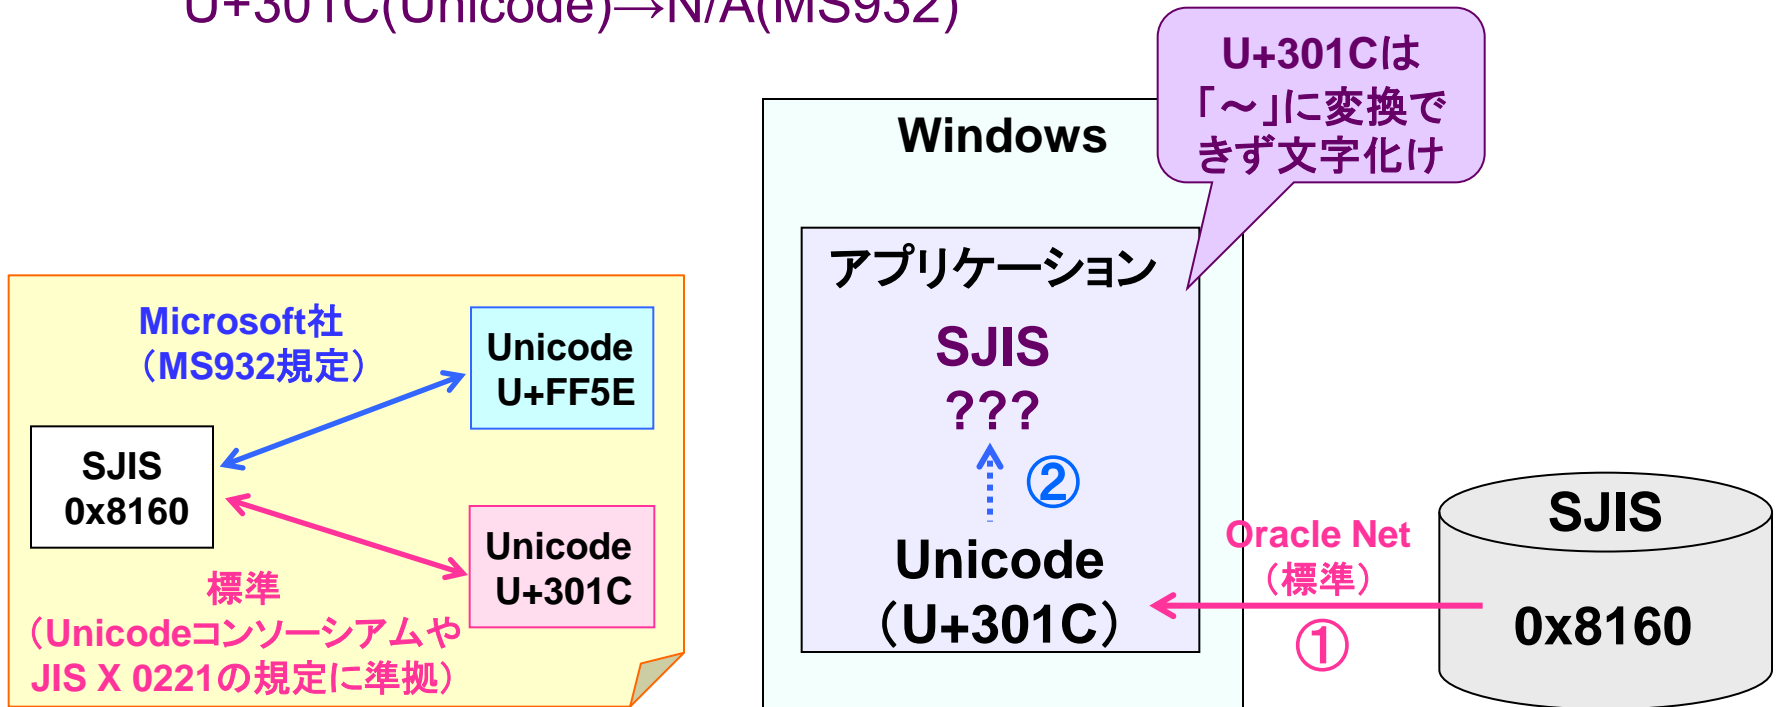 U+301C(Unicode)→N/A(MS932)
U+301Cは
「～」に変換で
きず文字化け
Windows
アプリケーション
SJIS
???
②
Unicode
（U+301C）
Oracle Net
（標準）
①
SJIS
0x8160
Microsoft社
（MS932規定）
Unicode
U+FF5E
SJIS
0x8160
Unicode
U+301C
標準
（Unicodeコンソーシアムや
JIS X 0221の規定に準拠）